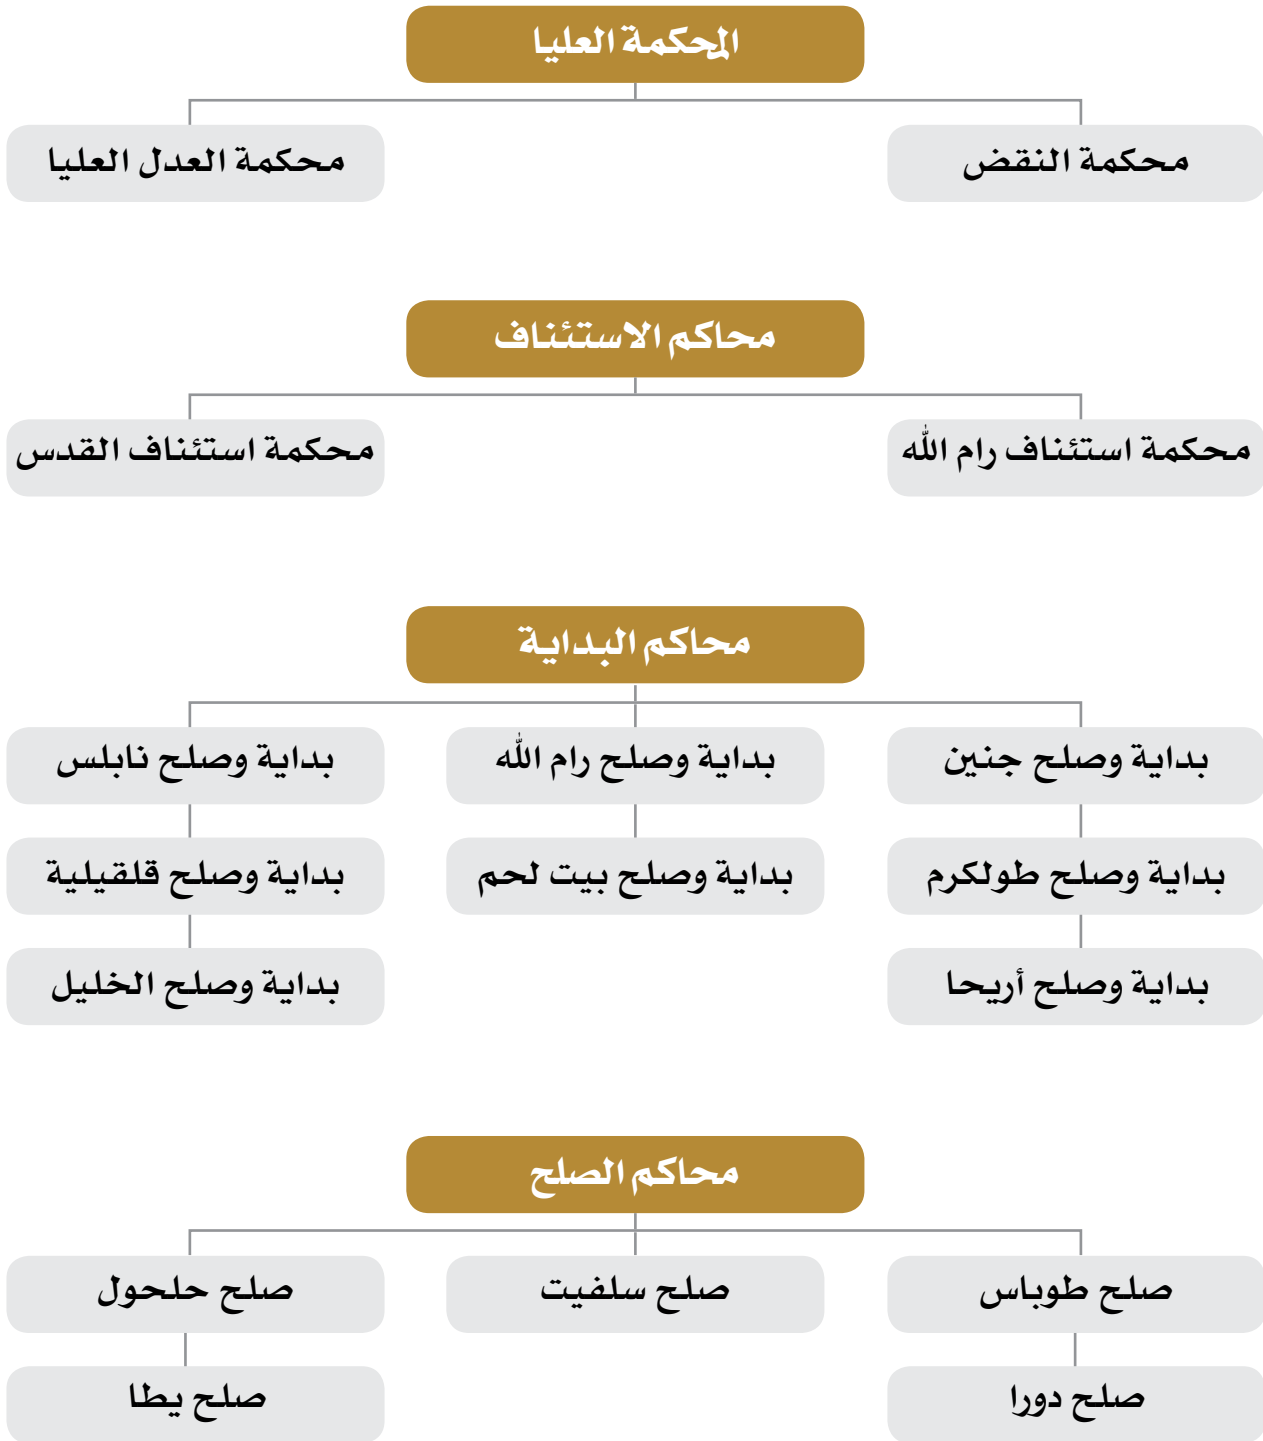 المحكمة العليا
محكمة النقض
محكمة العدل العليا
محاكم الاستئناف
محكمة استئناف رام الله
محكمة استئناف القدس
محاكم البداية
بداية وصلح جنين
بداية وصلح رام الله
بداية وصلح نابلس
بداية وصلح طولكرم
بداية وصلح بيت لحم
بداية وصلح قلقيلية
بداية وصلح أريحا
بداية وصلح الخليل
محاكم الصلح
صلح طوباس
صلح سلفيت
صلح حلحول
صلح دورا
صلح يطا